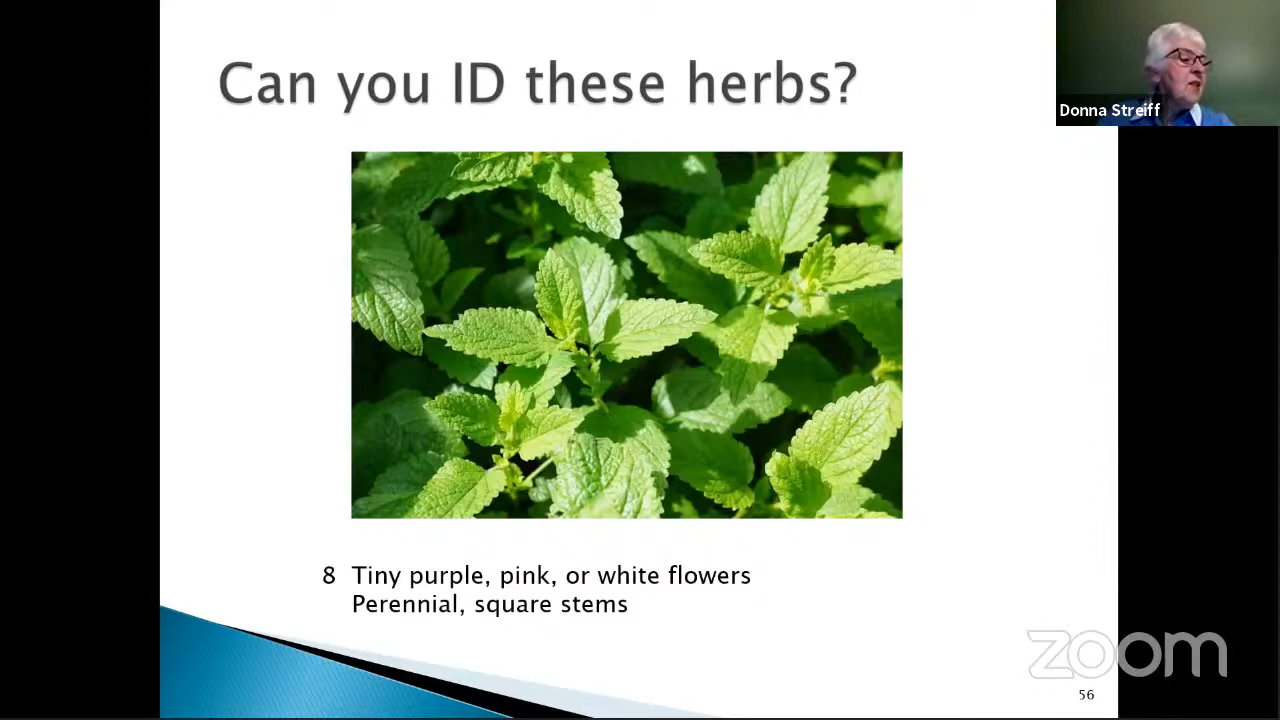 Can you ID these herbs?
Donna Streiff
8 Tiny purple, pink, or white flowers
Perennial, square stems
zoom
56